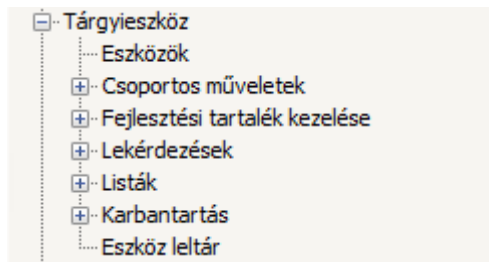 Tárgyieszköz
Eszközök
Csoportos műveletek
Fejlesztési tartalék kezelése
Lekérdezések
Listák
Karbantartás
Eszköz leltár